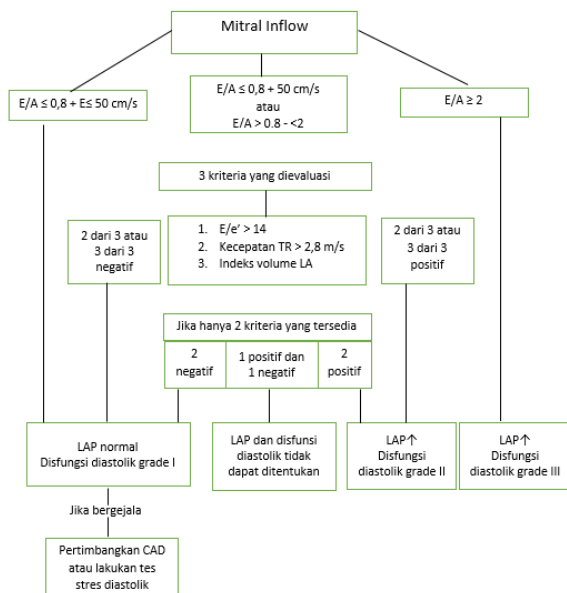 Mitral Inflow
E/A ≤ 0,8 + E≤ 50 cm/s
E/A ≤ 0,8 + 50 cm/s
atau
E/A > 0.8 - <2
E/A ≥ 2
3 kriteria yang dievaluasi
2 dari 3 atau
3 dari 3
negatif
1. E/e' > 14
2. Kecepatan TR > 2,8 m/s
3. Indeks volume LA
2 dari 3 atau
3 dari 3
positif
Jika hanya 2 kriteria yang tersedia
2
negatif
1 positif dan
1 negatif
2
positif
LAP normal
Disfungsi diastolik grade I
LAP dan disfunsi
diastolik tidak
dapat ditentukan
LAP↑
Disfungsi
diastolik grade II
LAP↑
Disfungsi
diastolik grade III
Jika bergejala
Pertimbangkan CAD
atau lakukan tes
stres diastolik